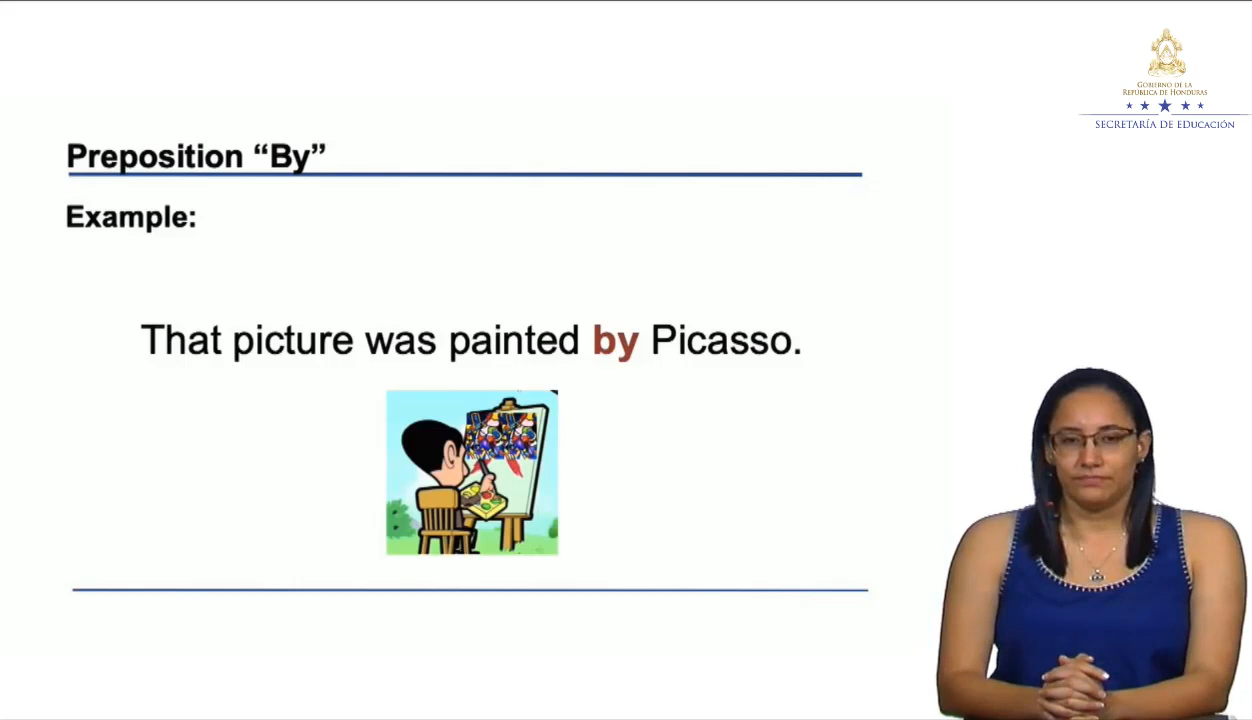 GOBIERNO DE LA
REPÚBLICA DE HONDURAS
SECRETARÍA DE EDUCACIÓN
Preposition “By”
Example:
That picture was painted by Picasso.